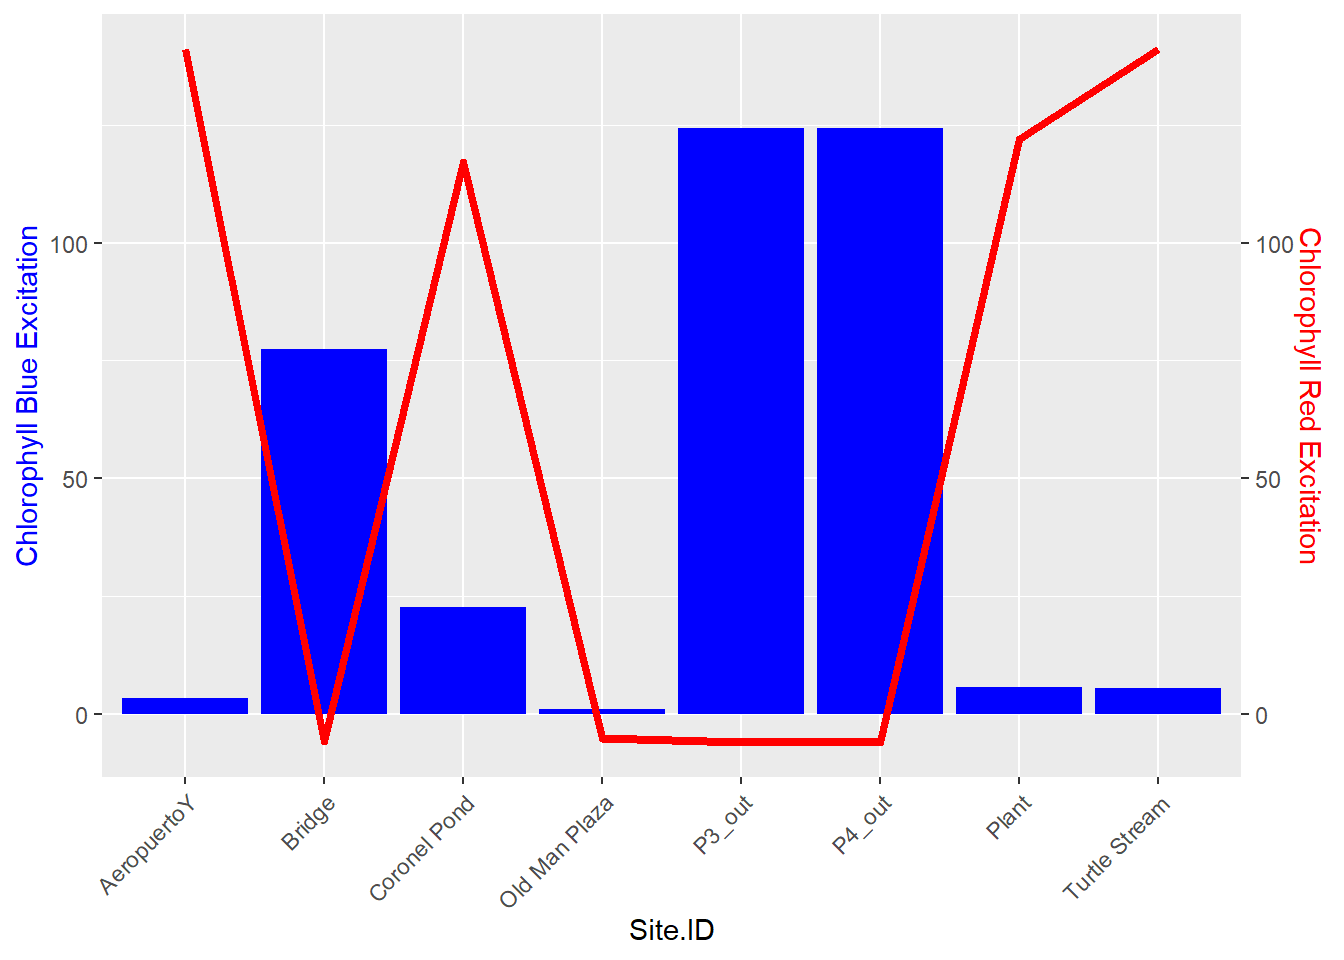 Chlorophyll Blue Excitation
100
50
0
100
50
0
Chlorophyll Red Excitation
AeropuertoY
Bridge
Coronel Pond
Old Man Plaza
P3_out
P4_out
Plant
Turtle Stream
Site.ID